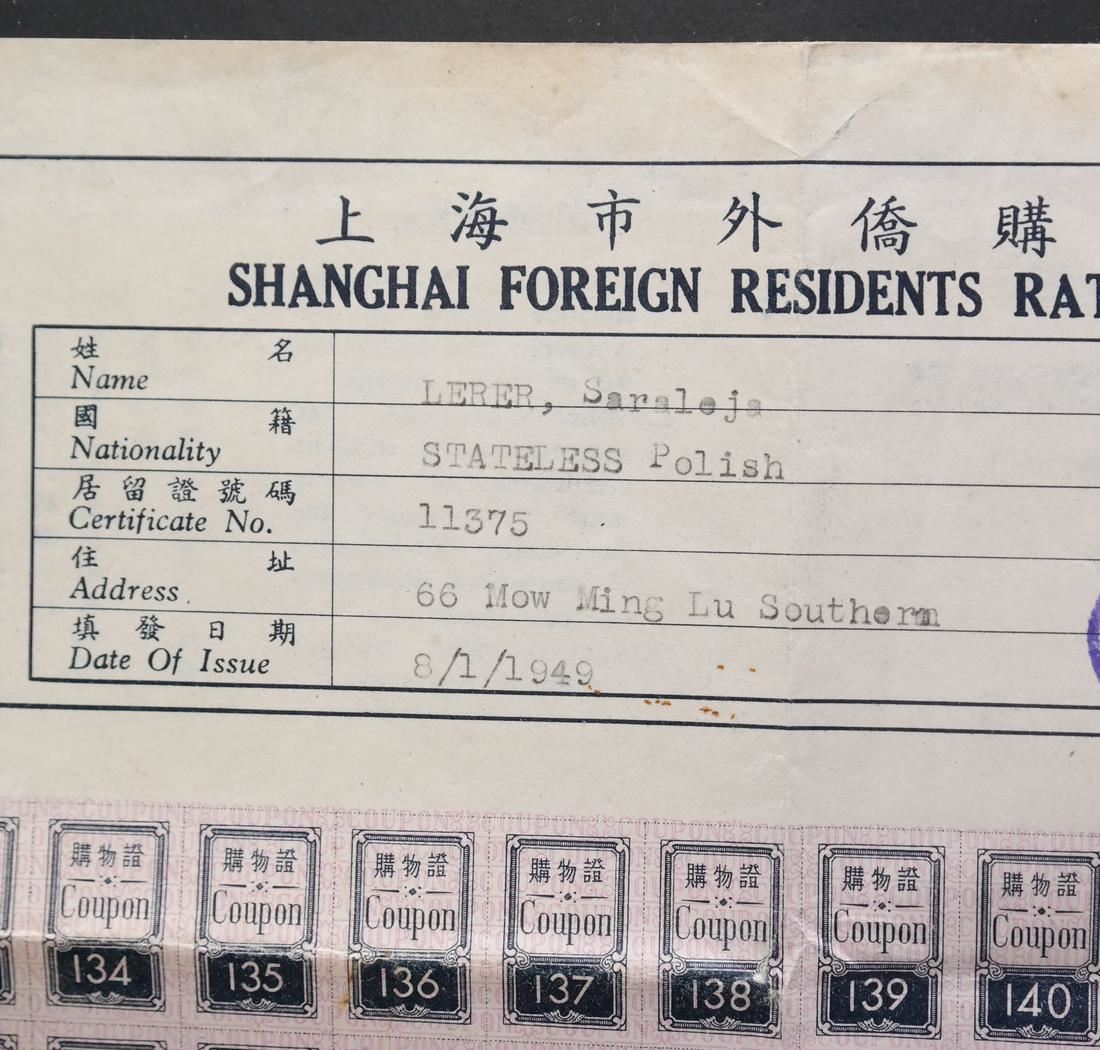 上海市外僑購
SHANGHAI FOREIGN RESIDENTS RAT
姓名
Name
LERER, Saraleja
國籍
Nationality
STATELESS Polish
居留證號碼
Certificate No.
11375
住址
Address
66 Mow Ming Lu Southern
填發日期
Date Of Issue
8/1/1949
購物證 購物證 購物證 購物證 購物證 購物證 購物證
Coupon Coupon Coupon Coupon Coupon Coupon Coupon
134 135 136 137 138 139 140